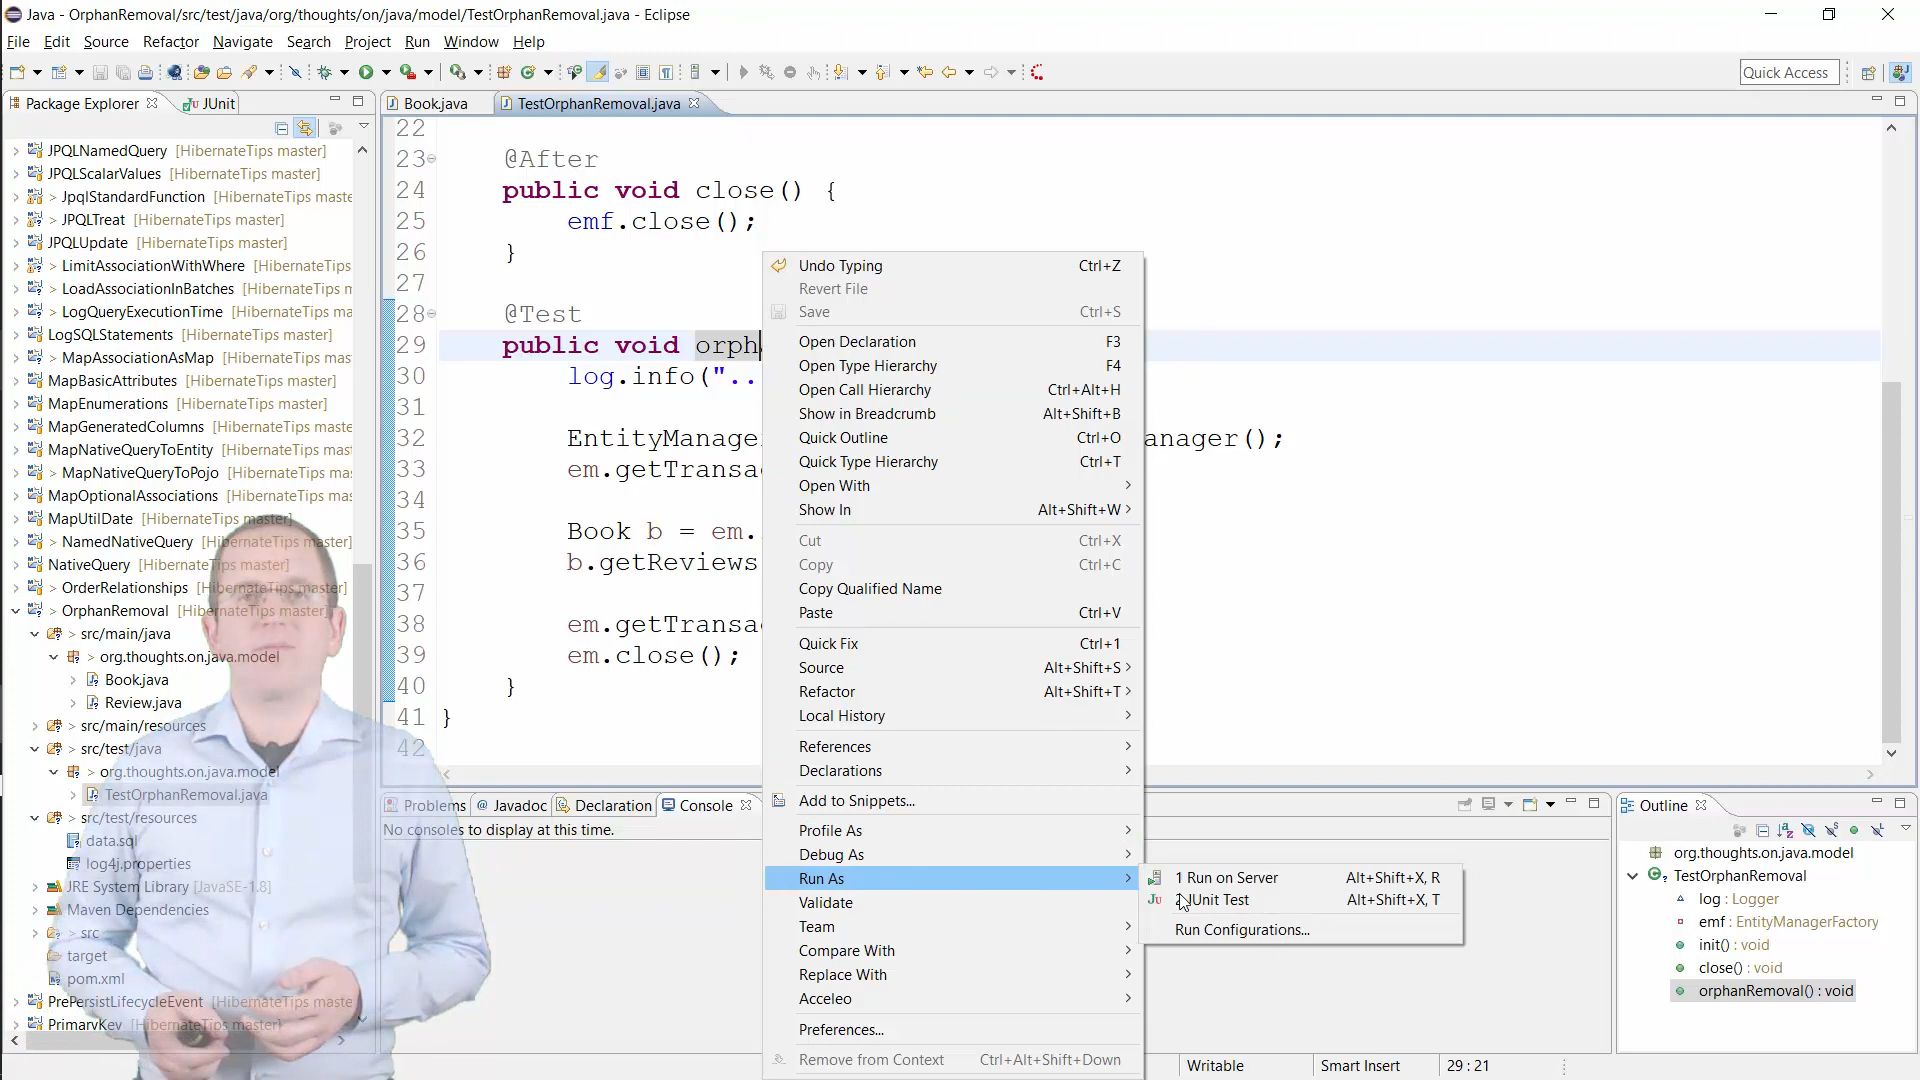 Java - OrphanRemoval/src/test/java/org/thoughts/on/java/model/TestOrphanRemoval.java - Eclipse
File Edit Source Refactor Navigate Search Project Run Window Help
Quick Access
Package Explorer JUnit
JPQLNamedQuery [HibernateTips master]
JPQLScalarValues [HibernateTips master]
> JpqlStandardFunction [HibernateTips maste
> JPQLTreat [HibernateTips master]
JPQLUpdate [HibernateTips master]
> LimitAssociationWithWhere [HibernateTips
> LoadAssociationInBatches [HibernateTips
> LogQueryExecutionTime [HibernateTips
LogSQLStatements [HibernateTips master]
> MapAssociationAsMap [HibernateTips
MapBasicAttributes [HibernateTips master]
MapEnumerations [HibernateTips master]
MapGeneratedColumns [HibernateTips
MapNativeQueryToEntity [HibernateTips
> MapNativeQueryToPojo [HibernateTips
MapOptionalAssociations [HibernateTips
MapUtilDate [HibernateTips master]
> NamedNativeQuery [HibernateTips master]
NativeQuery [HibernateTips master]
> OrderRelationships [HibernateTips master]
> OrphanRemoval [HibernateTips master]
> src/main/java
> org.thoughts.on.java.model
Book.java
Review.java
> src/main/resources
> src/test/java
> org.thoughts.on.java.model
TestOrphanRemoval.java
> src/test/resources
data.sql
log4j.properties
JRE System Library [JavaSE-1.8]
Maven Dependencies
> src
target
pom.xml
PrePersistLifecycleEvent [HibernateTips maste
PrimaryKey [HibernateTips master]
Book.java TestOrphanRemoval.java
22
23 @After
24 public void close() {
25 emf.close();
26 }
27
28 @Test
29 public void orph
30 log.info("..
31
32 EntityManage anager();
33 em.getTransa
34
35 Book b = em.
36 b.getReviews
37
38 em.getTransa
39 em.close();
40 }
41 }
42
Undo Typing Ctrl+Z
Revert File
Save Ctrl+S
Open Declaration F3
Open Type Hierarchy F4
Open Call Hierarchy Ctrl+Alt+H
Show in Breadcrumb Alt+Shift+B
Quick Outline Ctrl+O
Quick Type Hierarchy Ctrl+T
Open With
Show In Alt+Shift+W
Cut Ctrl+X
Copy Ctrl+C
Copy Qualified Name
Paste Ctrl+V
Quick Fix Ctrl+1
Source Alt+Shift+S
Refactor Alt+Shift+T
Local History
References
Declarations
Add to Snippets...
Profile As
Debug As
Run As
Validate
Team
Compare With
Replace With
Acceleo
Preferences...
Remove from Context Ctrl+Alt+Shift+Down
1 Run on Server Alt+Shift+X, R
JUnit Test Alt+Shift+X, T
Run Configurations...
Problems @ Javadoc Declaration Console
No consoles to display at this time.
Outline
org.thoughts.on.java.model
TestOrphanRemoval
log : Logger
emf : EntityManagerFactory
init() : void
close() : void
orphanRemoval() : void
Writable Smart Insert 29 : 21